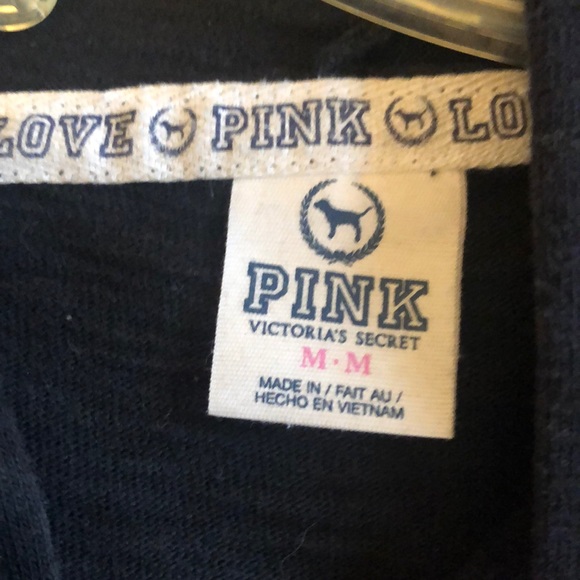 LOVE PINK LO
PINK
VICTORIA'S SECRET
M·M
MADE IN / FAIT AU /
HECHO EN VIETNAM